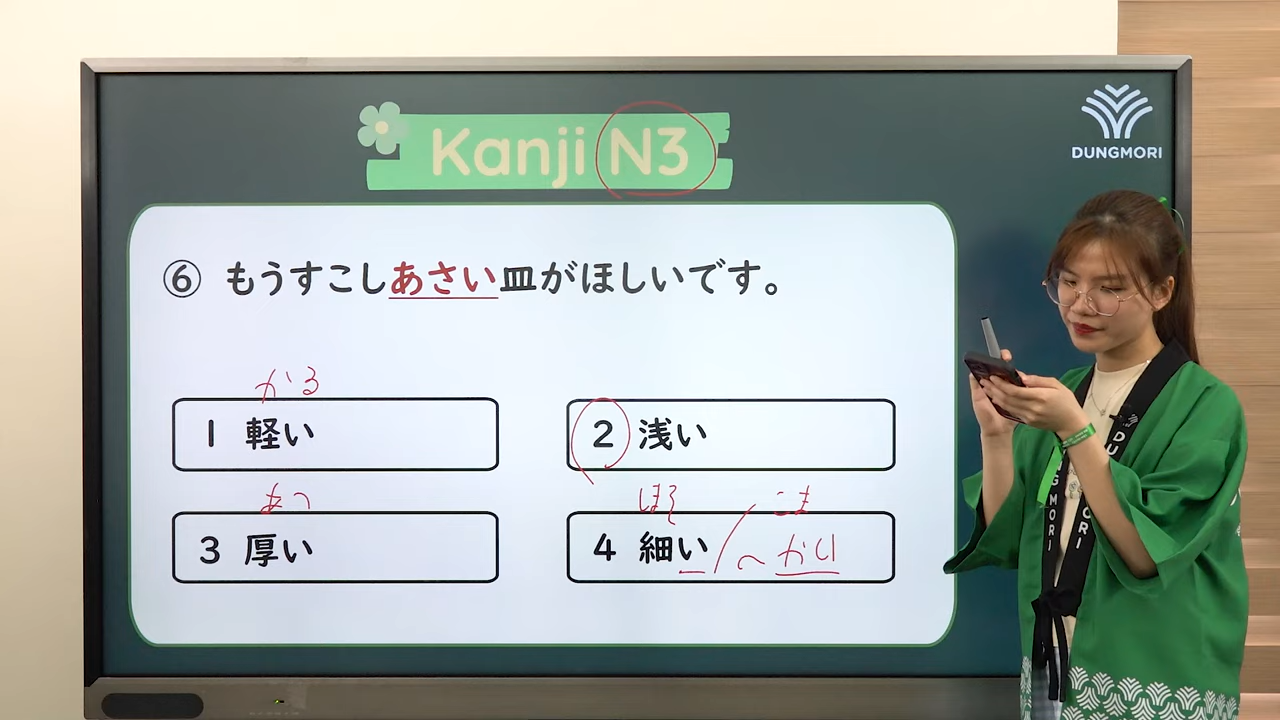 Kanji N3
DUNGMORI
⑥ もうすこしあさい皿がほしいです。
かる
1 軽い
2 浅い
あつ
3 厚い
ほそ
こま
4 細い / ~かい